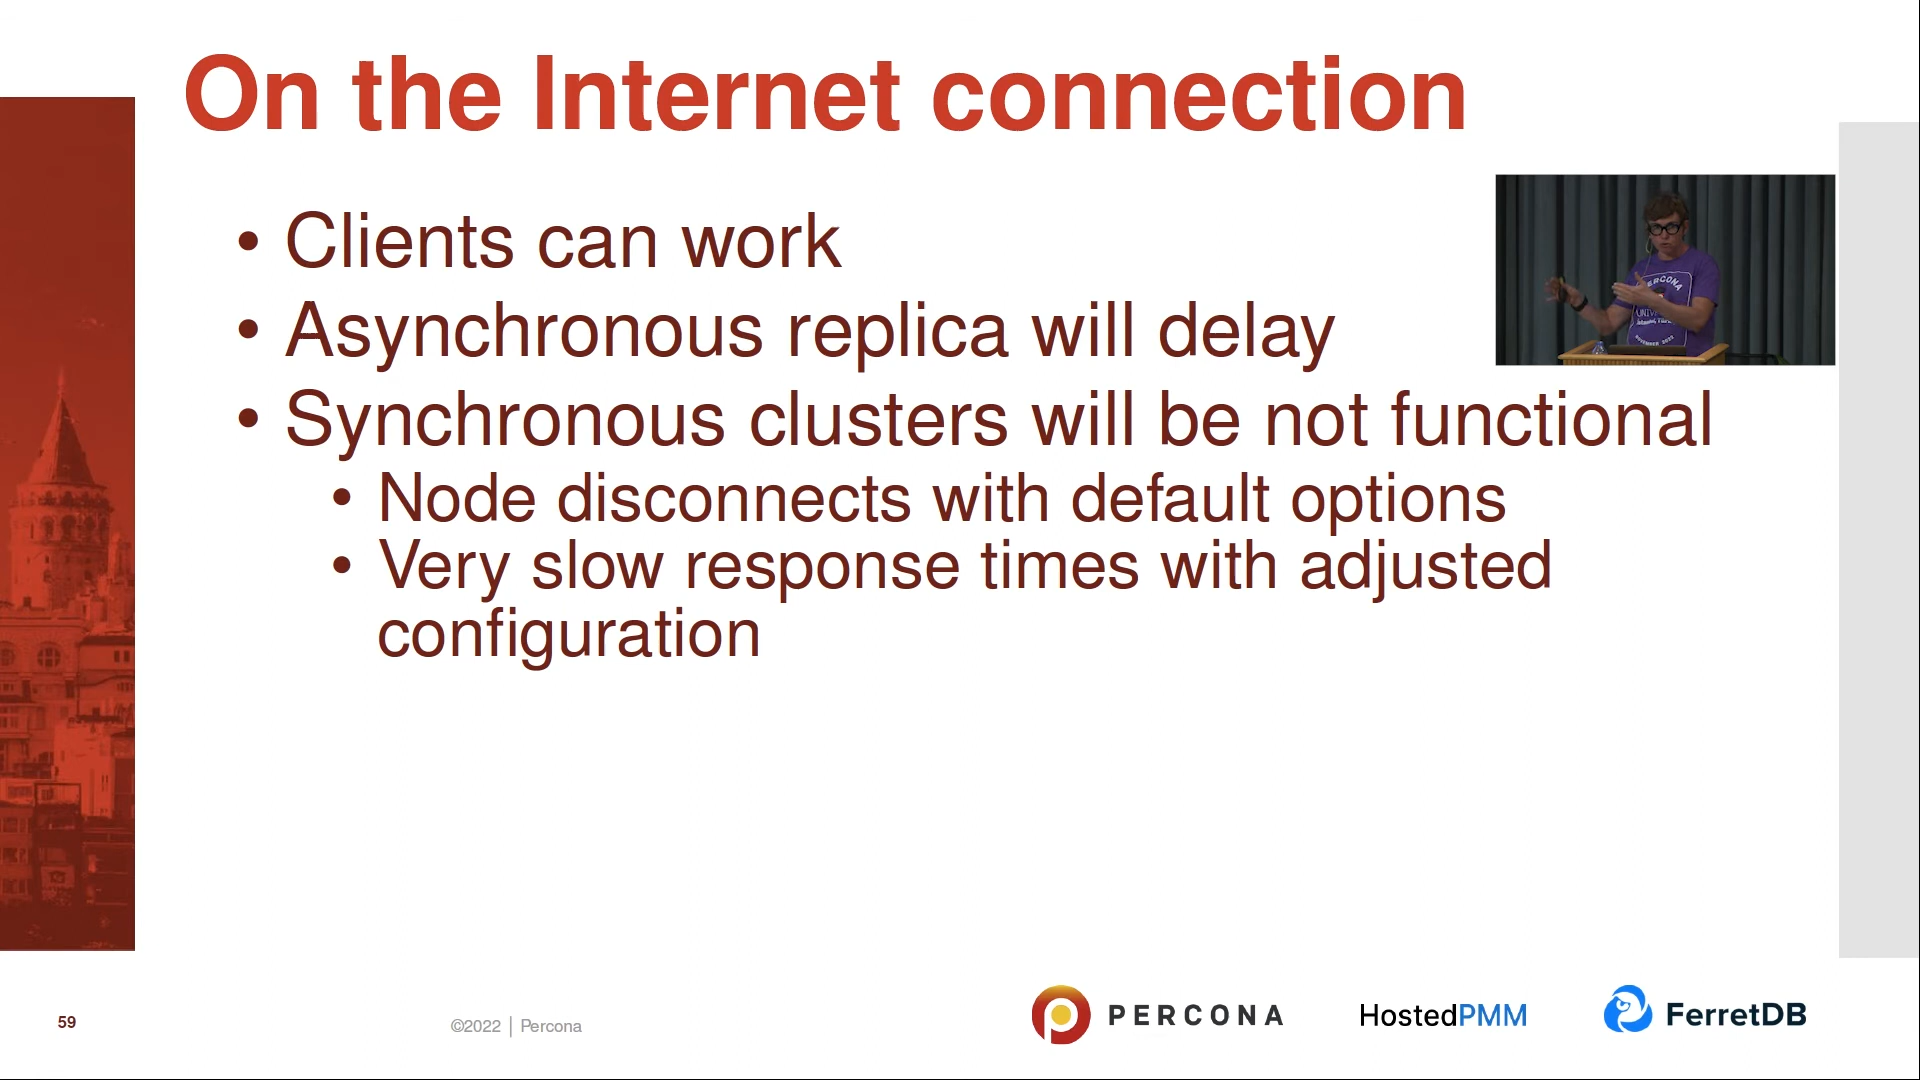 On the Internet connection
• Clients can work
• Asynchronous replica will delay
• Synchronous clusters will be not functional
• Node disconnects with default options
• Very slow response times with adjusted
configuration
PERCONA
59
©2022 | Percona
PERCONA
HostedPMM
FerretDB